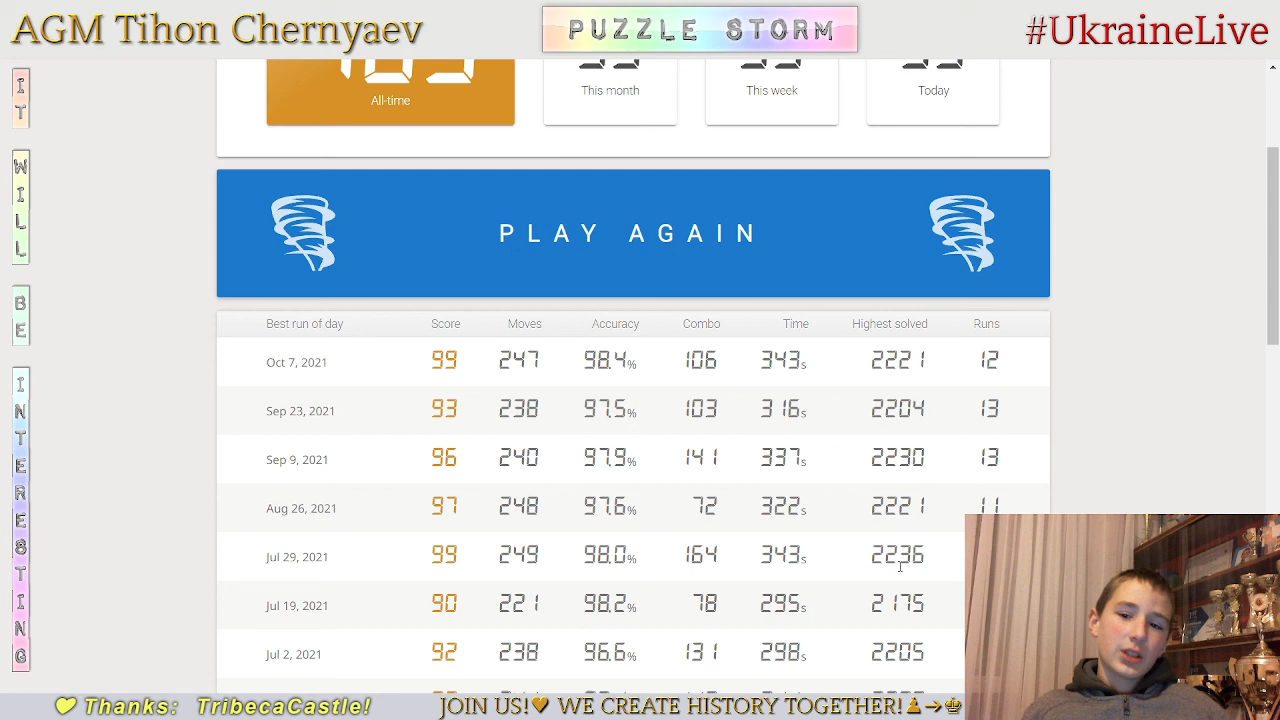 AGM Tihon Chernyaev
PUZZLE STORM
#UkraineLive
IT
WILL
BE
INTERESTING
All-time
This month
This week
Today
PLAY AGAIN
Best run of day Score Moves Accuracy Combo Time Highest solved Runs
Oct 7, 2021 99 247 98.4% 106 343s 2221 12
Sep 23, 2021 93 238 97.5% 103 316s 2204 13
Sep 9, 2021 96 240 97.9% 141 337s 2230 13
Aug 26, 2021 97 248 97.6% 72 322s 2221 11
Jul 29, 2021 99 249 98.0% 164 343s 2236
Jul 19, 2021 90 221 98.2% 78 295s 2175
Jul 2, 2021 92 238 96.6% 131 298s 2205
Thanks: TribecaCastle!
JOIN US! WE CREATE HISTORY TOGETHER!